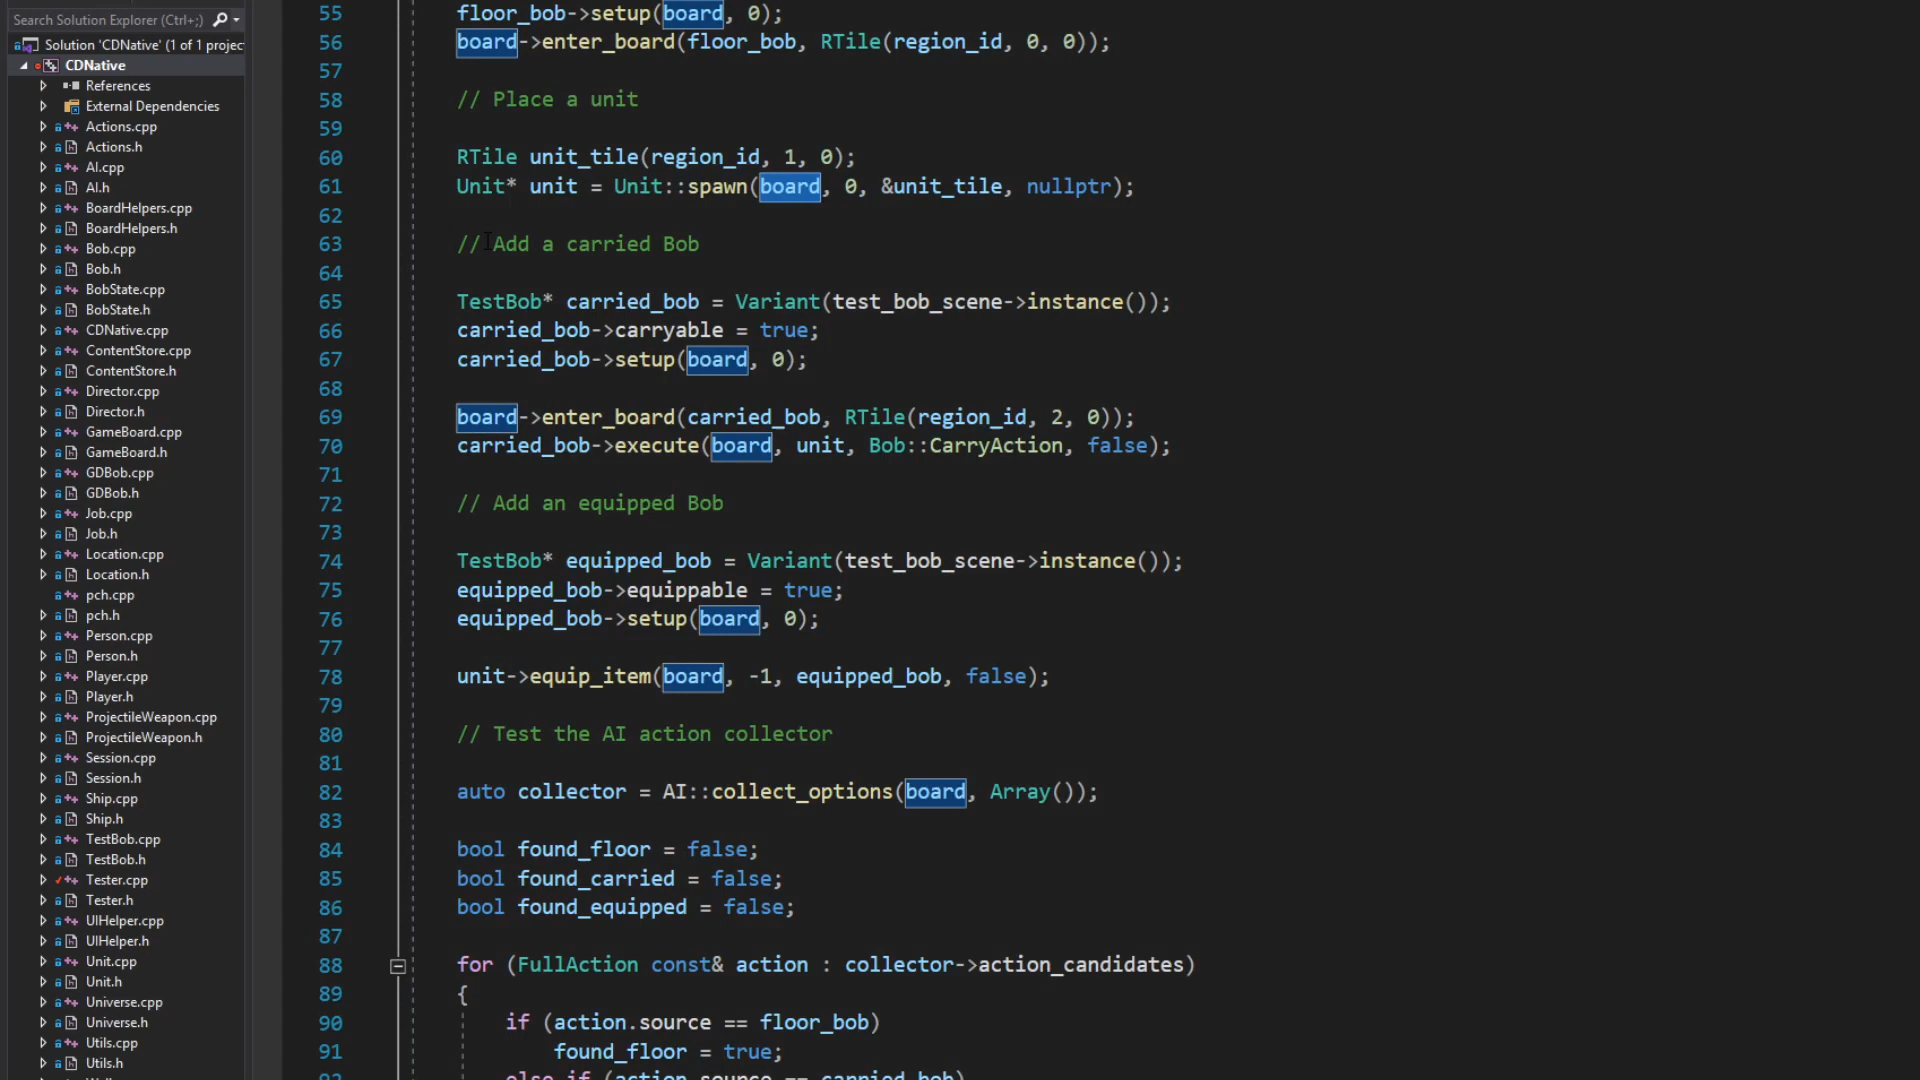 Search Solution Explorer (Ctrl+;)
Solution 'CDNative' (1 of 1 projec
CDNative
References
External Dependencies
Actions.cpp
Actions.h
AI.cpp
AI.h
BoardHelpers.cpp
BoardHelpers.h
Bob.cpp
Bob.h
BobState.cpp
BobState.h
CDNative.cpp
ContentStore.cpp
ContentStore.h
Director.cpp
Director.h
GameBoard.cpp
GameBoard.h
GDBob.cpp
GDBob.h
Job.cpp
Job.h
Location.cpp
Location.h
pch.cpp
pch.h
Person.cpp
Person.h
Player.cpp
Player.h
ProjectileWeapon.cpp
ProjectileWeapon.h
Session.cpp
Session.h
Ship.cpp
Ship.h
TestBob.cpp
TestBob.h
Tester.cpp
Tester.h
UIHelper.cpp
UIHelper.h
Unit.cpp
Unit.h
Universe.cpp
Universe.h
Utils.cpp
Utils.h
55 floor_bob->setup(board, 0);
56 board->enter_board(floor_bob, RTile(region_id, 0, 0));
57
58 // Place a unit
59
60 RTile unit_tile(region_id, 1, 0);
61 Unit* unit = Unit::spawn(board, 0, &unit_tile, nullptr);
62
63 // Add a carried Bob
64
65 TestBob* carried_bob = Variant(test_bob_scene->instance());
66 carried_bob->carryable = true;
67 carried_bob->setup(board, 0);
68
69 board->enter_board(carried_bob, RTile(region_id, 2, 0));
70 carried_bob->execute(board, unit, Bob::CarryAction, false);
71
72 // Add an equipped Bob
73
74 TestBob* equipped_bob = Variant(test_bob_scene->instance());
75 equipped_bob->equippable = true;
76 equipped_bob->setup(board, 0);
77
78 unit->equip_item(board, -1, equipped_bob, false);
79
80 // Test the AI action collector
81
82 auto collector = AI::collect_options(board, Array());
83
84 bool found_floor = false;
85 bool found_carried = false;
86 bool found_equipped = false;
87
88 for (FullAction const& action : collector->action_candidates)
89 {
90 if (action.source == floor_bob)
91 found_floor = true;
92 else if (action.source == carried_bob)